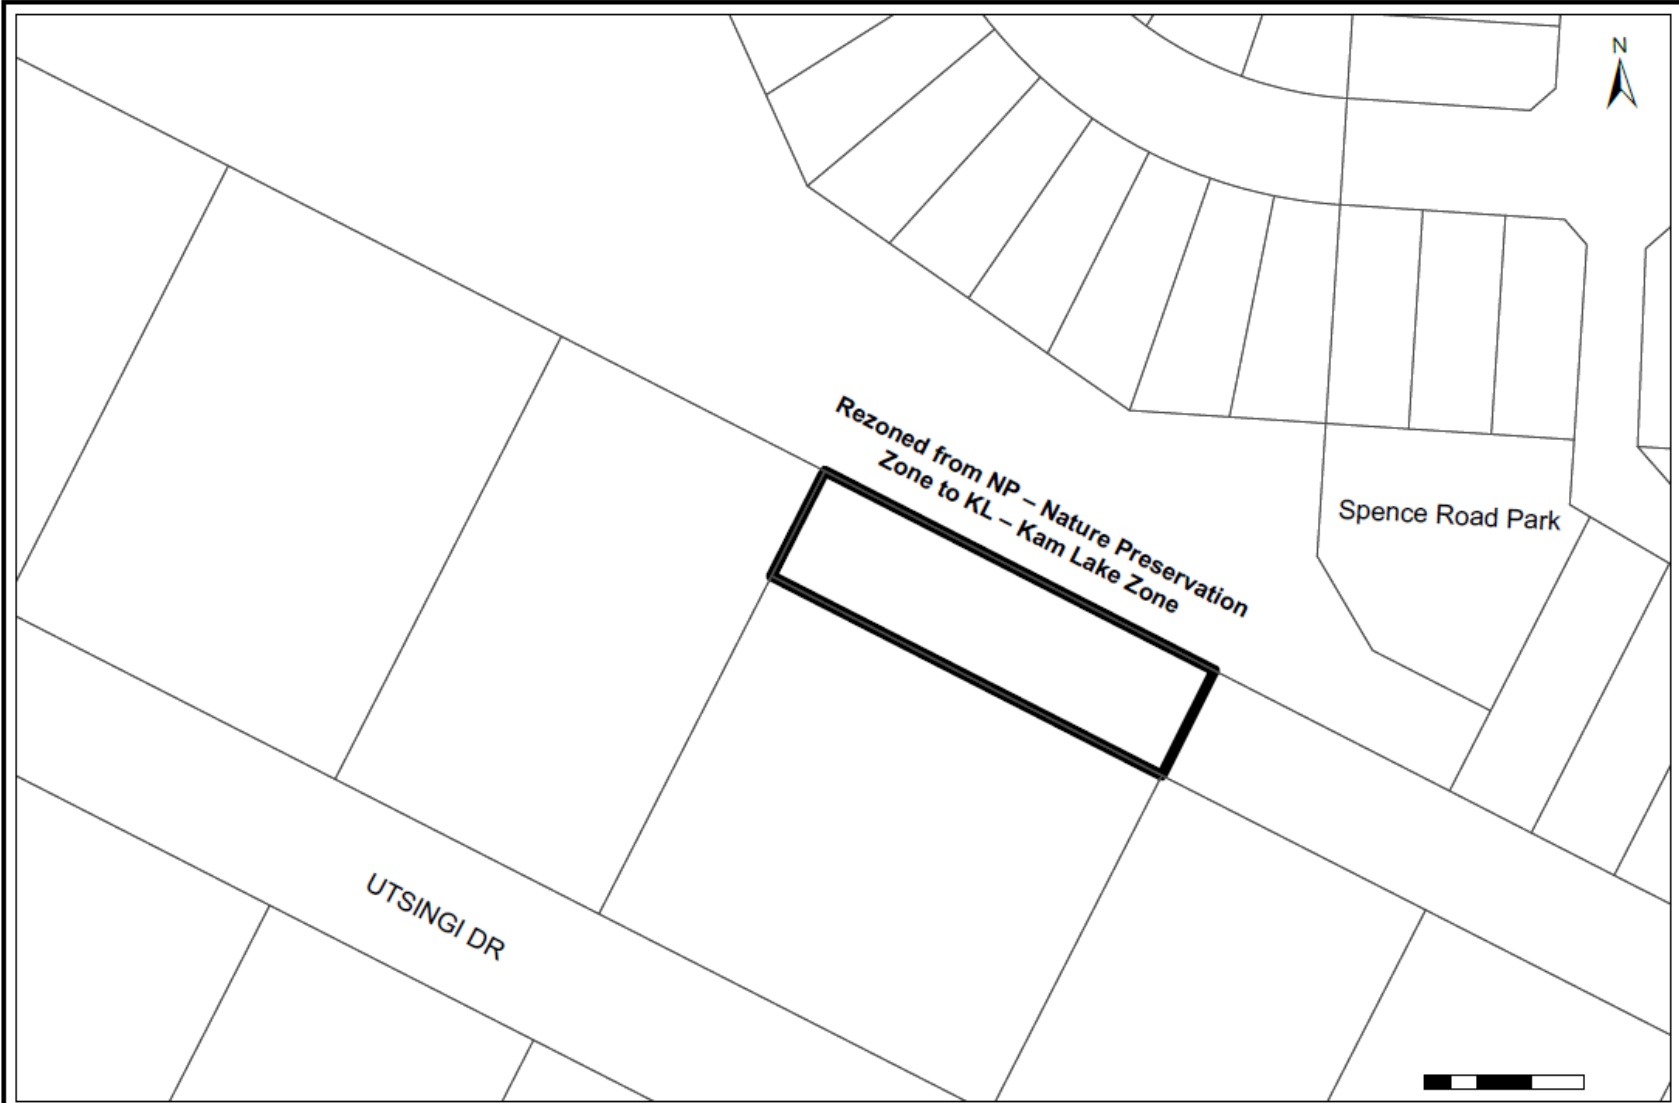 N
Rezoned from NP – Nature Preservation
Zone to KL – Kam Lake Zone
Spence Road Park
UTSINGI DR